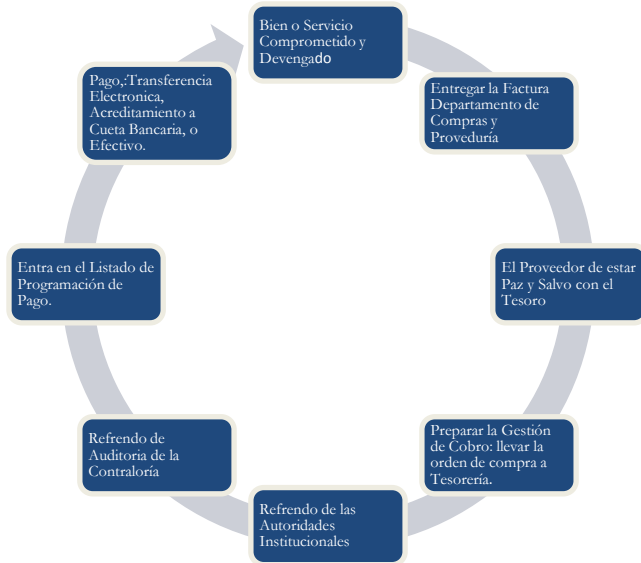 Bien o Servicio
Comprometido y
Devengado
Entregar la Factura
Departamento de
Compras y
Proveduría
El Proveedor de estar
Paz y Salvo con el
Tesoro
Preparar la Gestión
de Cobro: llevar la
orden de compra a
Tesorería.
Refrendo de las
Autoridades
Institucionales
Refrendo de
Auditoria de la
Contraloría
Entra en el Listado de
Programación de
Pago.
Pago,:Transferencia
Electronica,
Acreditamiento a
Cueta Bancaria, o
Efectivo.